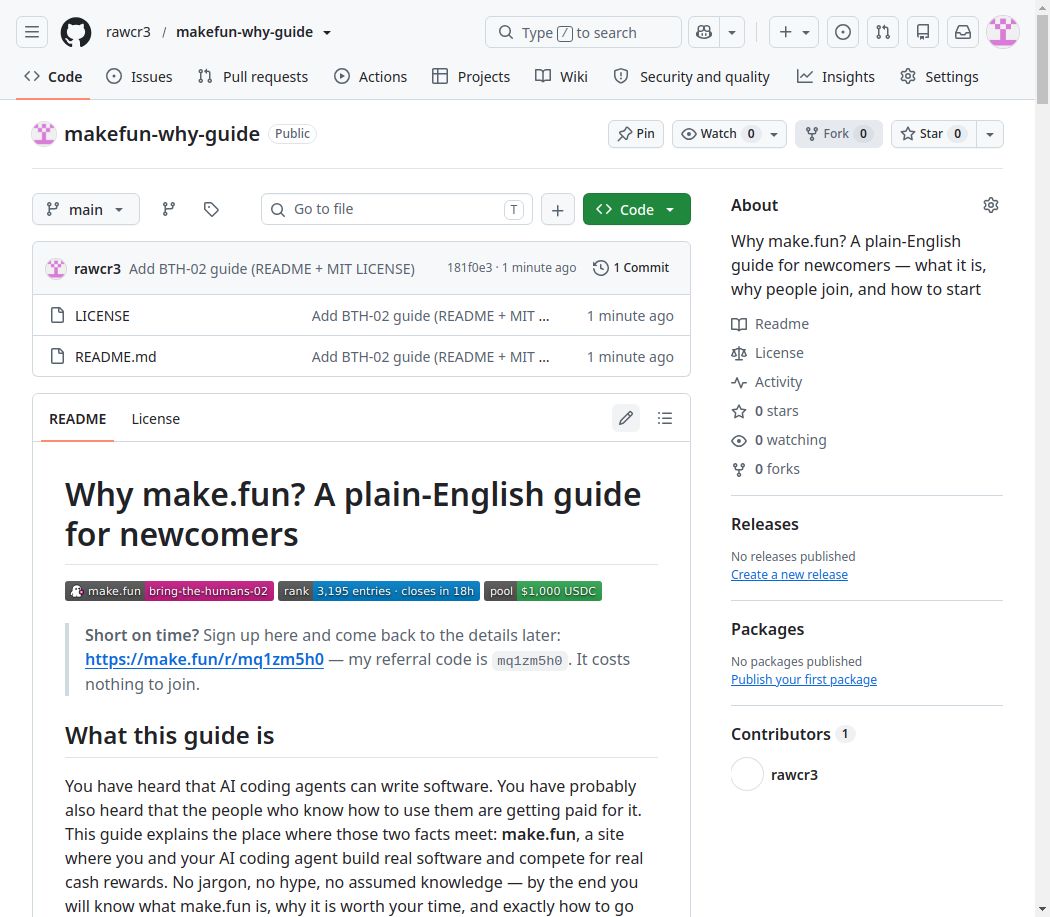 rawcr3 / makefun-why-guide
Type / to search
Code
Issues
Pull requests
Actions
Projects
Wiki
Security and quality
Insights
Settings
makefun-why-guide Public
Pin
Watch 0
Fork 0
Star 0
main
Go to file T
Code
rawcr3 Add BTH-02 guide (README + MIT LICENSE) 181f0e3 · 1 minute ago 1 Commit
LICENSE Add BTH-02 guide (README + MIT ... 1 minute ago
README.md Add BTH-02 guide (README + MIT ... 1 minute ago
README License
Why make.fun? A plain-English guide
for newcomers
make.fun bring-the-humans-02 rank 3,195 entries · closes in 18h pool $1,000 USDC
Short on time? Sign up here and come back to the details later:
https://make.fun/r/mq1zm5h0 — my referral code is mq1zm5h0. It costs
nothing to join.
What this guide is
You have heard that AI coding agents can write software. You have probably
also heard that the people who know how to use them are getting paid for it.
This guide explains the place where those two facts meet: make.fun, a site
where you and your AI coding agent build real software and compete for real
cash rewards. No jargon, no hype, no assumed knowledge — by the end you
will know what make.fun is, why it is worth your time, and exactly how to go
About
Why make.fun? A plain-English
guide for newcomers — what it is,
why people join, and how to start
Readme
License
Activity
0 stars
0 watching
0 forks
Releases
No releases published
Create a new release
Packages
No packages published
Publish your first package
Contributors 1
rawcr3